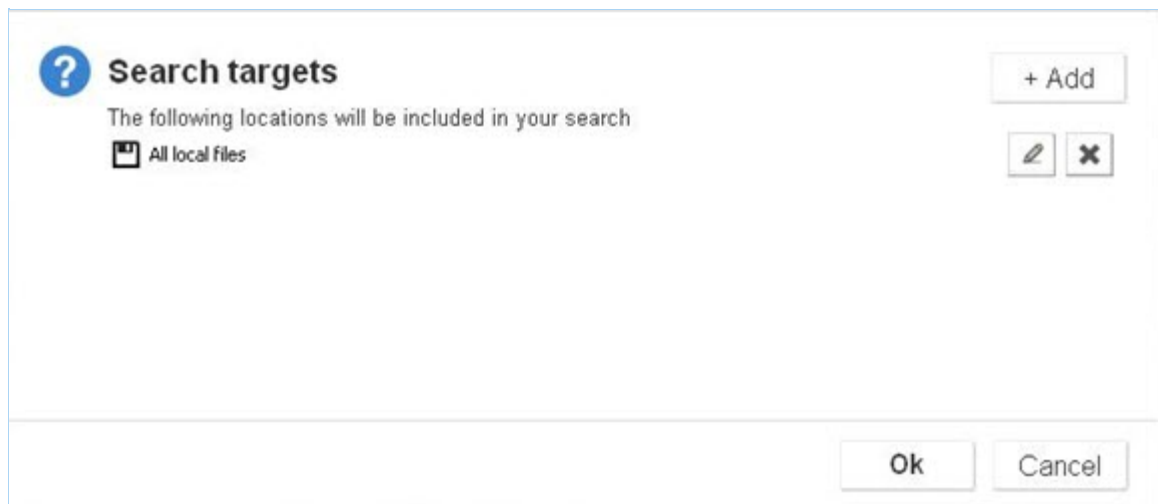 Search targets
+ Add
The following locations will be included in your search
All local files
Ok
Cancel